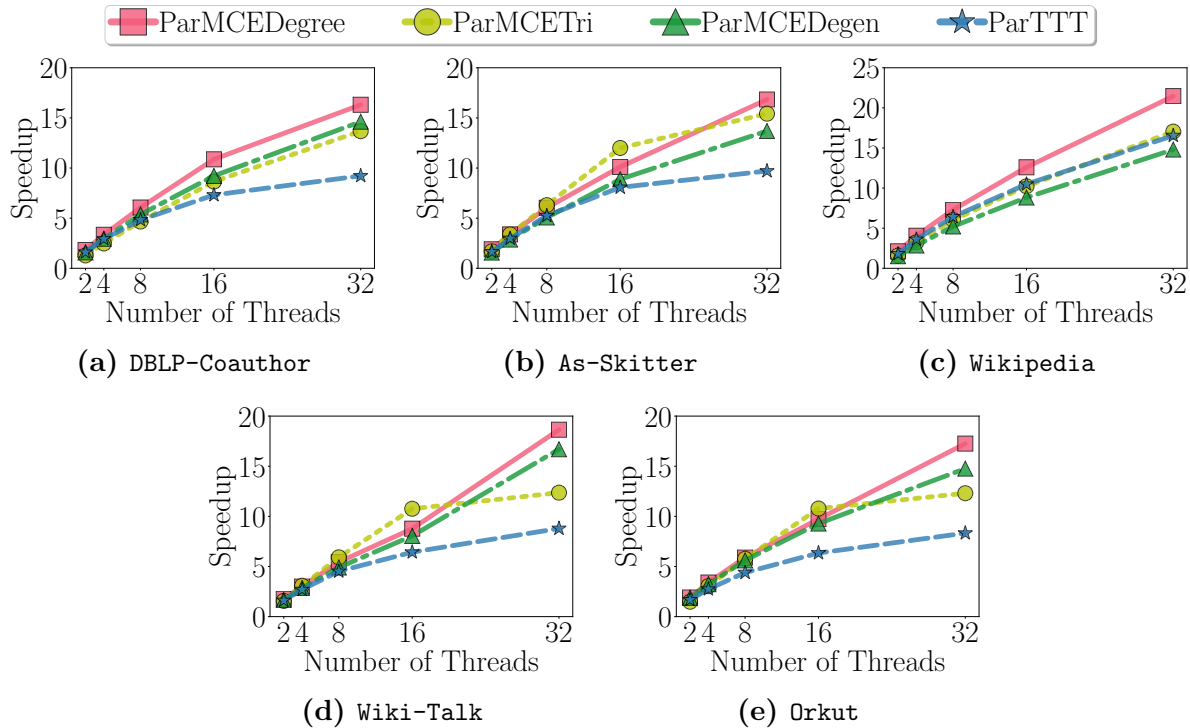 ParMCEDegree ParMCETri ParMCEDegen ParTTT
20
15
10
5
0
Speedup
2 4 8 16 32
Number of Threads
(a) DBLP-Coauthor
20
15
10
5
0
Speedup
2 4 8 16 32
Number of Threads
(b) As-Skitter
25
20
15
10
5
0
Speedup
2 4 8 16 32
Number of Threads
(c) Wikipedia
20
15
10
5
0
Speedup
2 4 8 16 32
Number of Threads
(d) Wiki-Talk
20
15
10
5
0
Speedup
2 4 8 16 32
Number of Threads
(e) Orkut